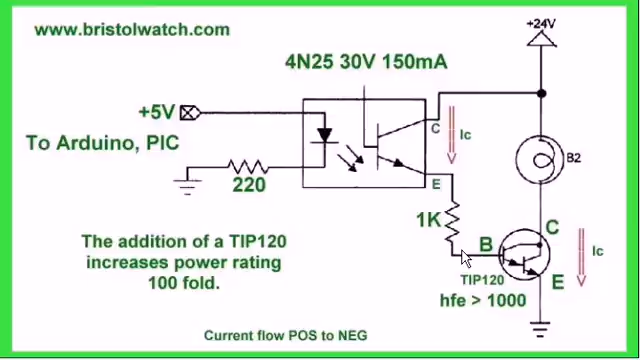 www.bristolwatch.com
+24V
4N25 30V 150mA
+5V
To Arduino, PIC
C
Ic
B2
E
220
1K
B
C
Ic
The addition of a TIP120
increases power rating
100 fold.
TIP120
E
hfe > 1000
Current flow POS to NEG